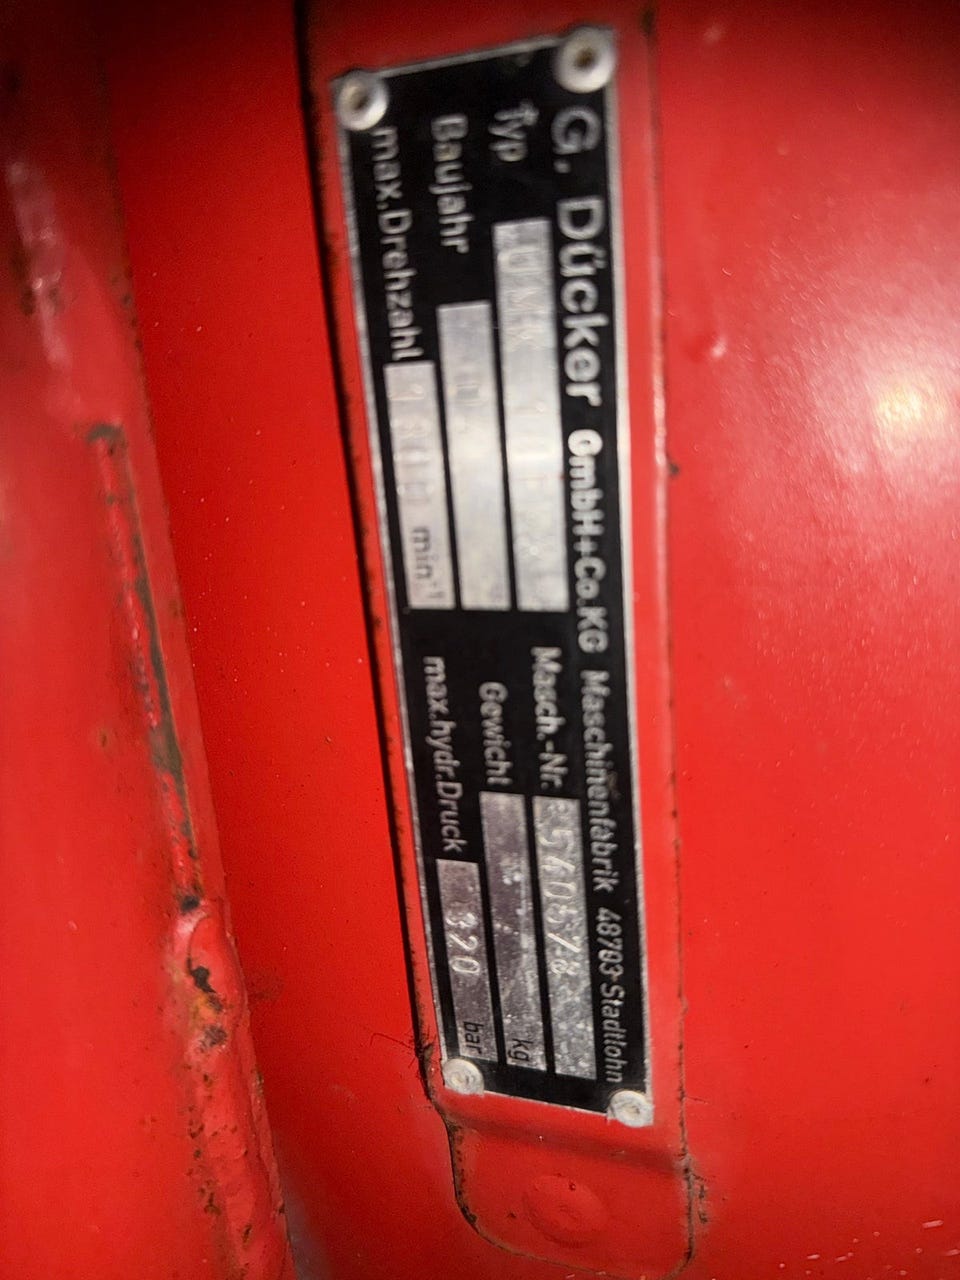 G. Dücker GmbH+Co.KG Maschinenfabrik 48703 Stadtlohn
Typ Masch.-Nr.
Baujahr Gewicht kg
max.Drehzahl min⁻¹ max.hydr.Druck 320 bar